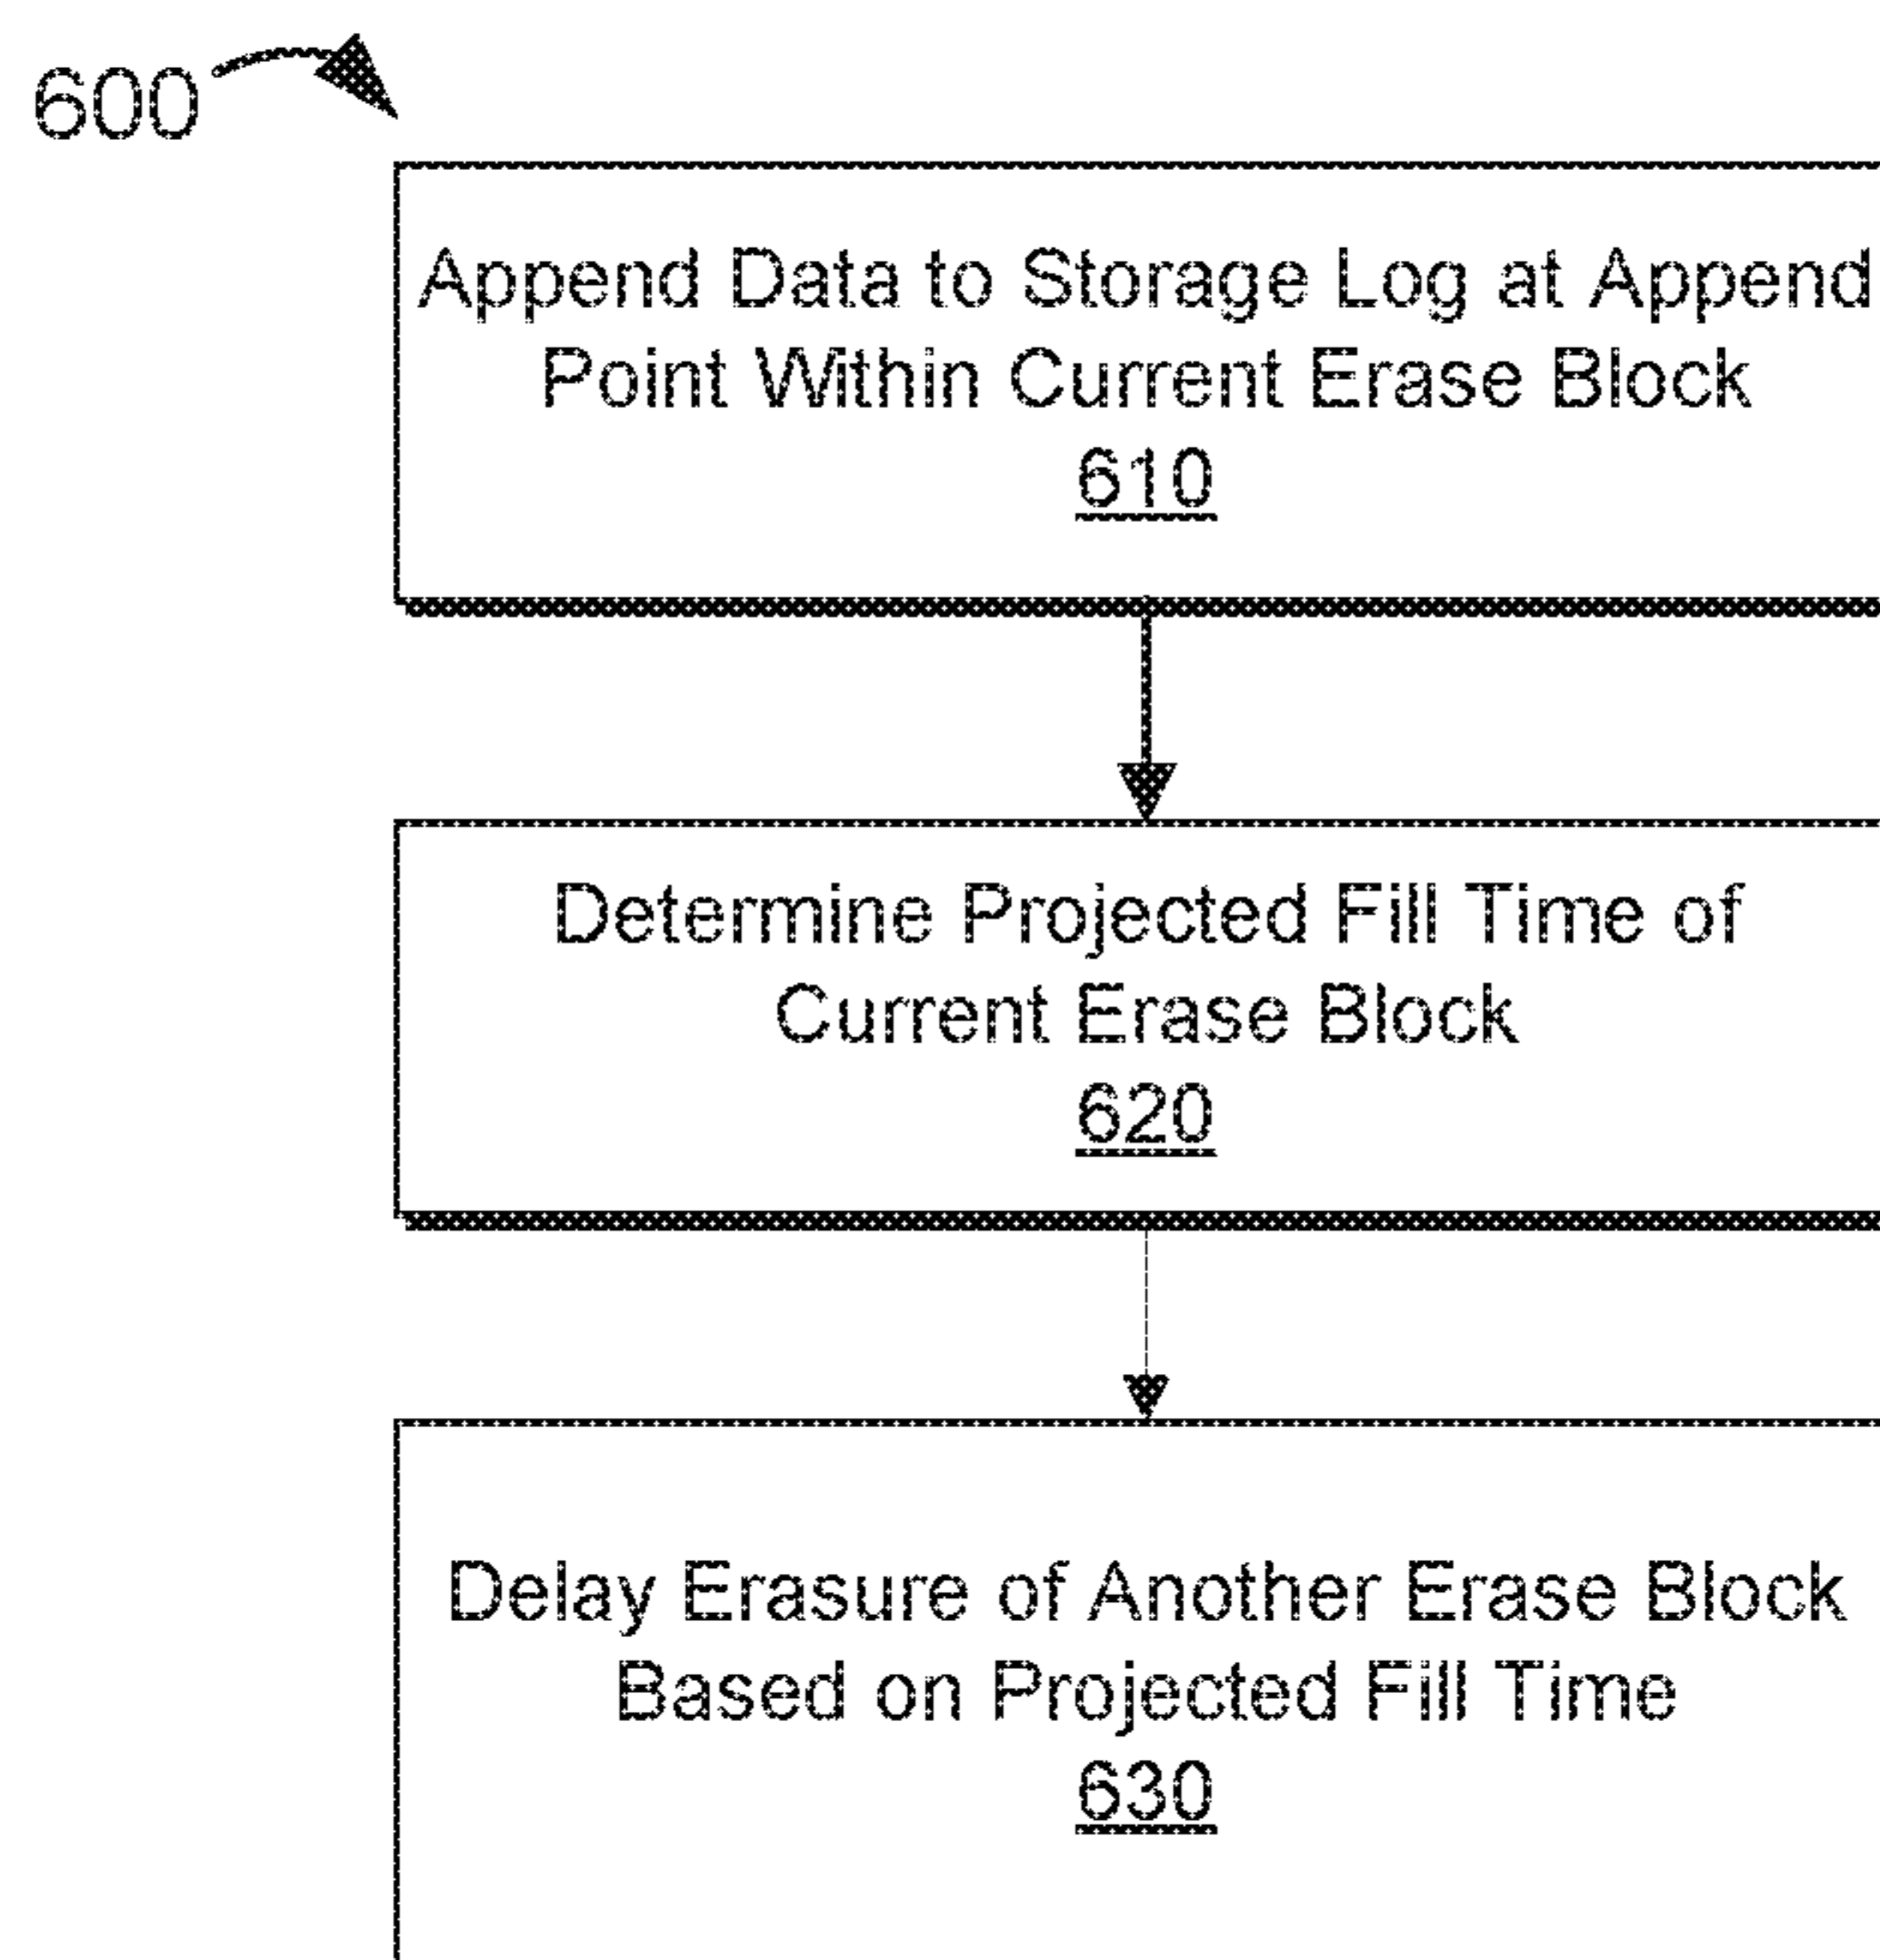 600
Append Data to Storage Log at Append
Point Within Current Erase Block
610
Determine Projected Fill Time of
Current Erase Block
620
Delay Erasure of Another Erase Block
Based on Projected Fill Time
630